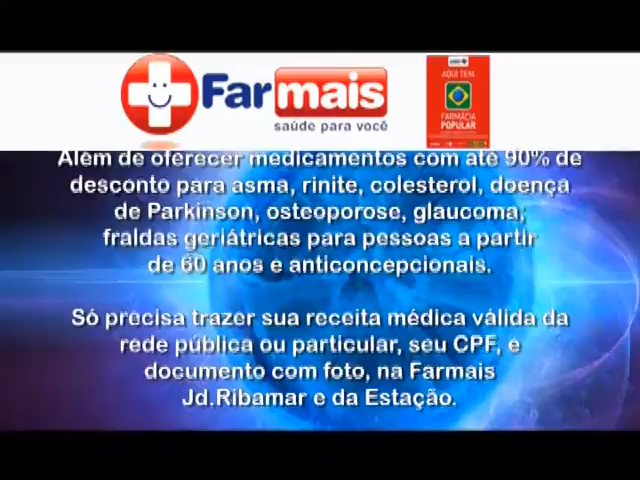 Farmais
saúde para você
AQUI TEM
FARMÁCIA
POPULAR
Além de oferecer medicamentos com até 90% de
desconto para asma, rinite, colesterol, doença
de Parkinson, osteoporose, glaucoma,
fraldas geriátricas para pessoas a partir
de 60 anos e anticoncepcionais.
Só precisa trazer sua receita médica válida da
rede pública ou particular, seu CPF, e
documento com foto, na Farmais
Jd.Ribamar e da Estação.